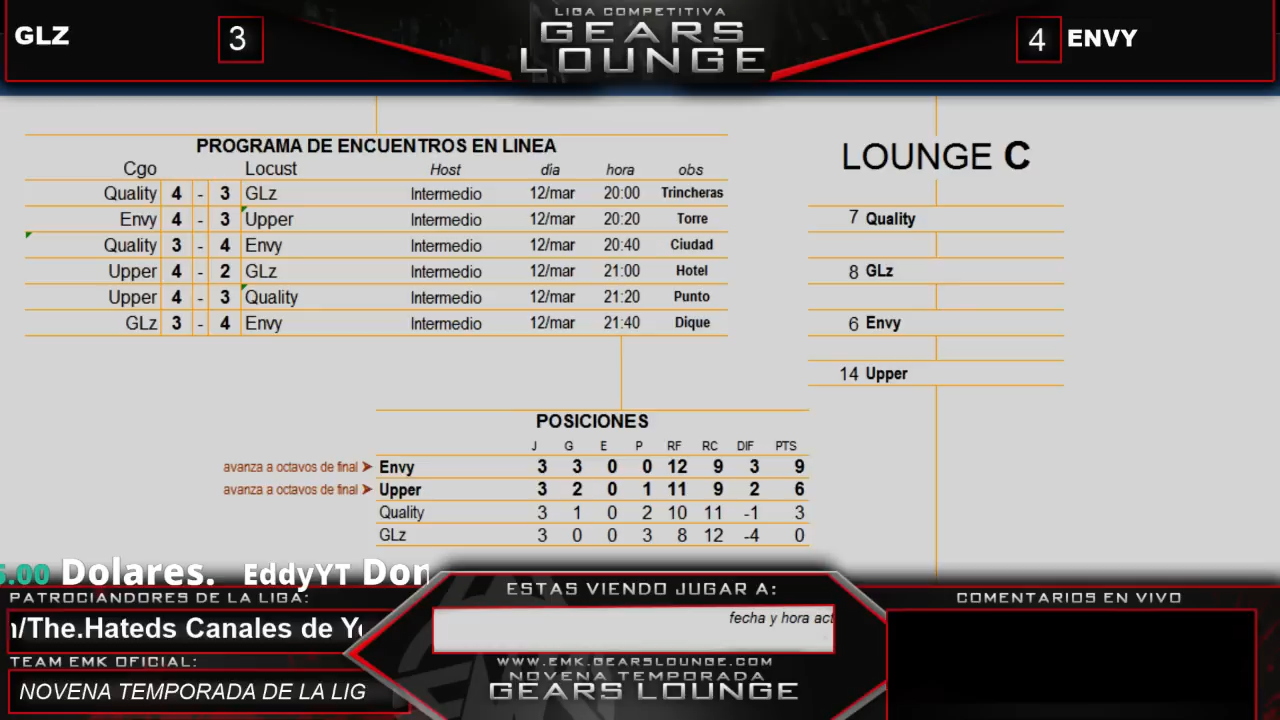 GLZ 3 LIGA COMPETITIVA 4 ENVY
GEARS
LOUNGE
PROGRAMA DE ENCUENTROS EN LINEA
Cgo Locust Host dia hora obs
Quality 4 - 3 GLz Intermedio 12/mar 20:00 Trincheras
Envy 4 - 3 Upper Intermedio 12/mar 20:20 Torre
Quality 3 - 4 Envy Intermedio 12/mar 20:40 Ciudad
Upper 4 - 2 GLz Intermedio 12/mar 21:00 Hotel
Upper 4 - 3 Quality Intermedio 12/mar 21:20 Punto
GLz 3 - 4 Envy Intermedio 12/mar 21:40 Dique
LOUNGE C
7 Quality
8 GLz
6 Envy
14 Upper
POSICIONES
J G E P RF RC DIF PTS
avanza a octavos de final ➤ Envy 3 3 0 0 12 9 3 9
avanza a octavos de final ➤ Upper 3 2 0 1 11 9 2 6
Quality 3 1 0 2 10 11 -1 3
GLz 3 0 0 3 8 12 -4 0
5.00 Dolares. EddyYT Don
PATROCIANDORES DE LA LIGA:
/The.Hateds Canales de Yo
TEAM EMK OFICIAL:
NOVENA TEMPORADA DE LA LIG
ESTAS VIENDO JUGAR A:
fecha y hora act
WWW.EMK.GEARSLOUNGE.COM
NOVENA TEMPORADA
GEARS LOUNGE
COMENTARIOS EN VIVO